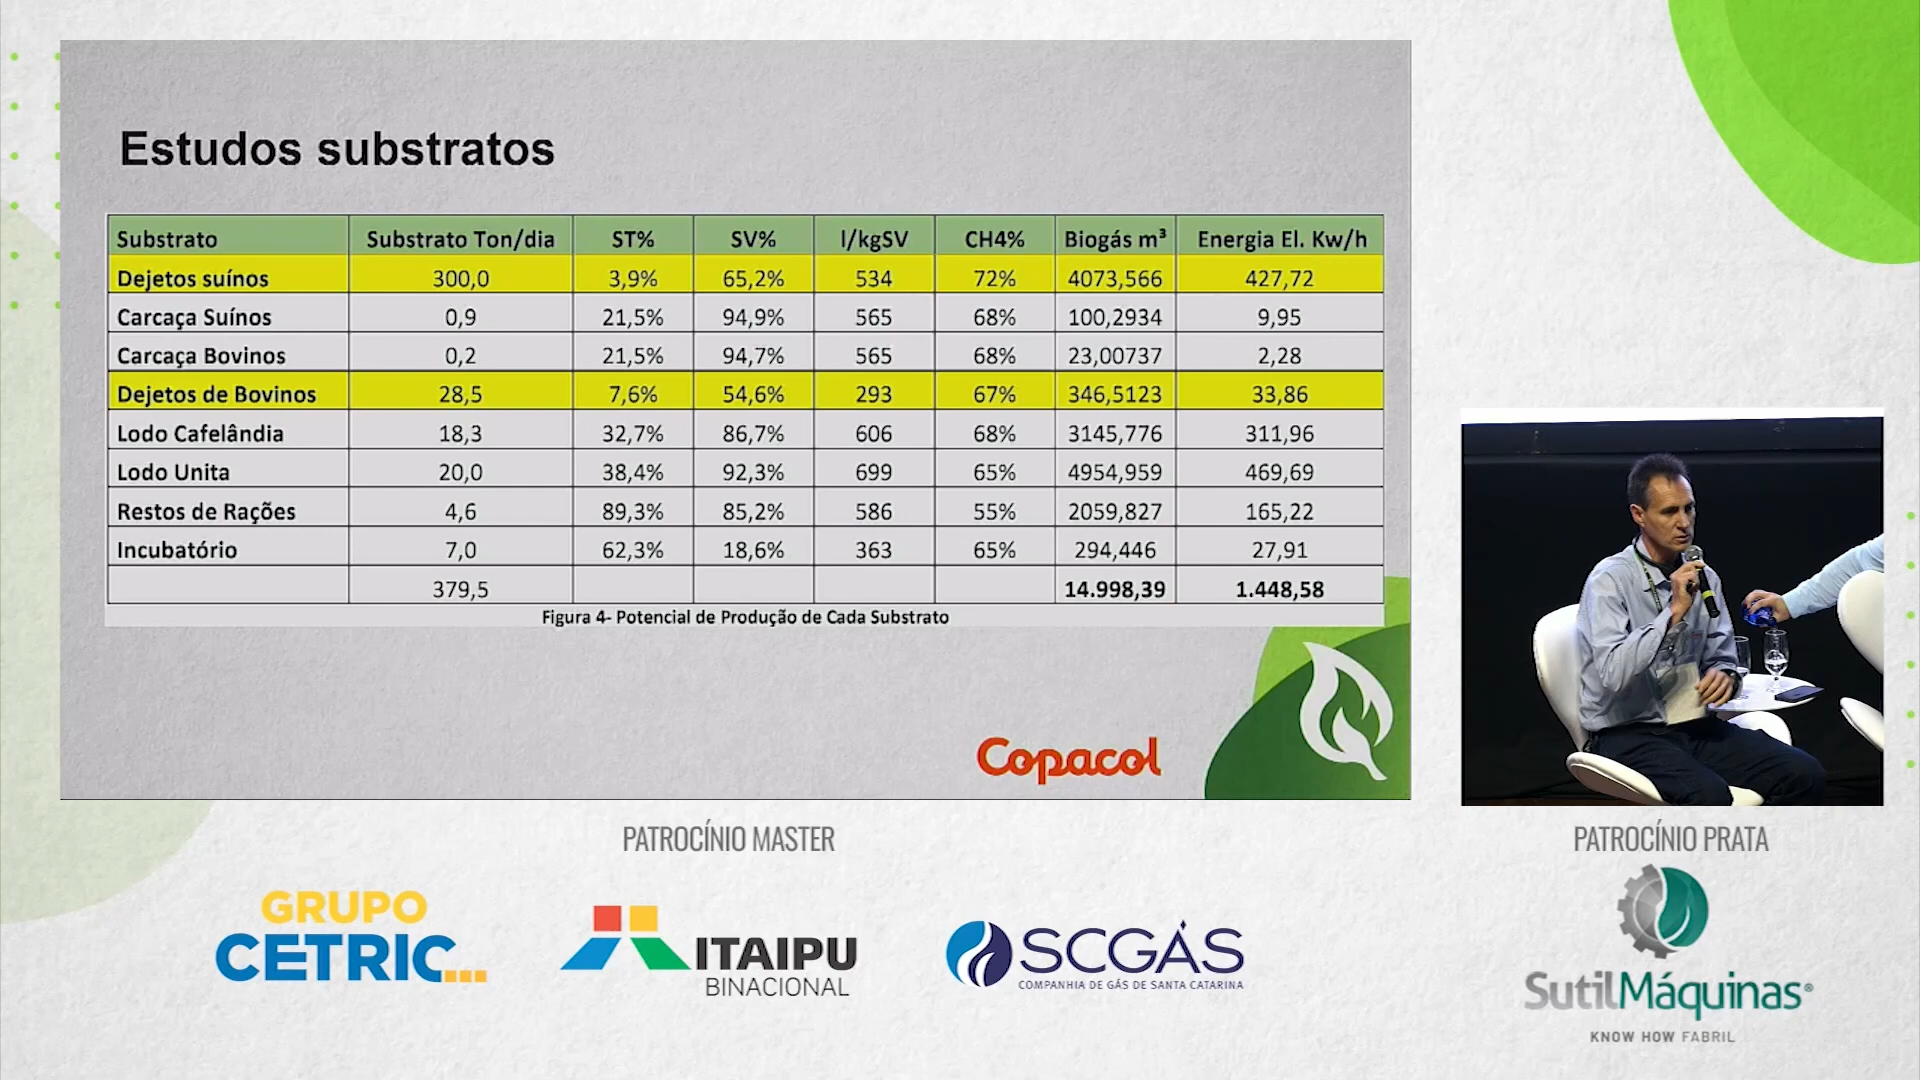 Estudos substratos
Substrato Substrato Ton/dia ST% SV% l/kgSV CH4% Biogás m³ Energia El. Kw/h
Dejetos suínos 300,0 3,9% 65,2% 534 72% 4073,566 427,72
Carcaça Suínos 0,9 21,5% 94,9% 565 68% 100,2934 9,95
Carcaça Bovinos 0,2 21,5% 94,7% 565 68% 23,00737 2,28
Dejetos de Bovinos 28,5 7,6% 54,6% 293 67% 346,5123 33,86
Lodo Cafelândia 18,3 32,7% 86,7% 606 68% 3145,776 311,96
Lodo Unita 20,0 38,4% 92,3% 699 65% 4954,959 469,69
Restos de Rações 4,6 89,3% 85,2% 586 55% 2059,827 165,22
Incubatório 7,0 62,3% 18,6% 363 65% 294,446 27,91
379,5 14.998,39 1.448,58
Figura 4- Potencial de Produção de Cada Substrato
Copacol
PATROCÍNIO MASTER
GRUPO
CETRIC...
ITAIPU
BINACIONAL
SCGÁS
COMPANHIA DE GÁS DE SANTA CATARINA
PATROCÍNIO PRATA
SutilMáquinas®
KNOW HOW FABRIL